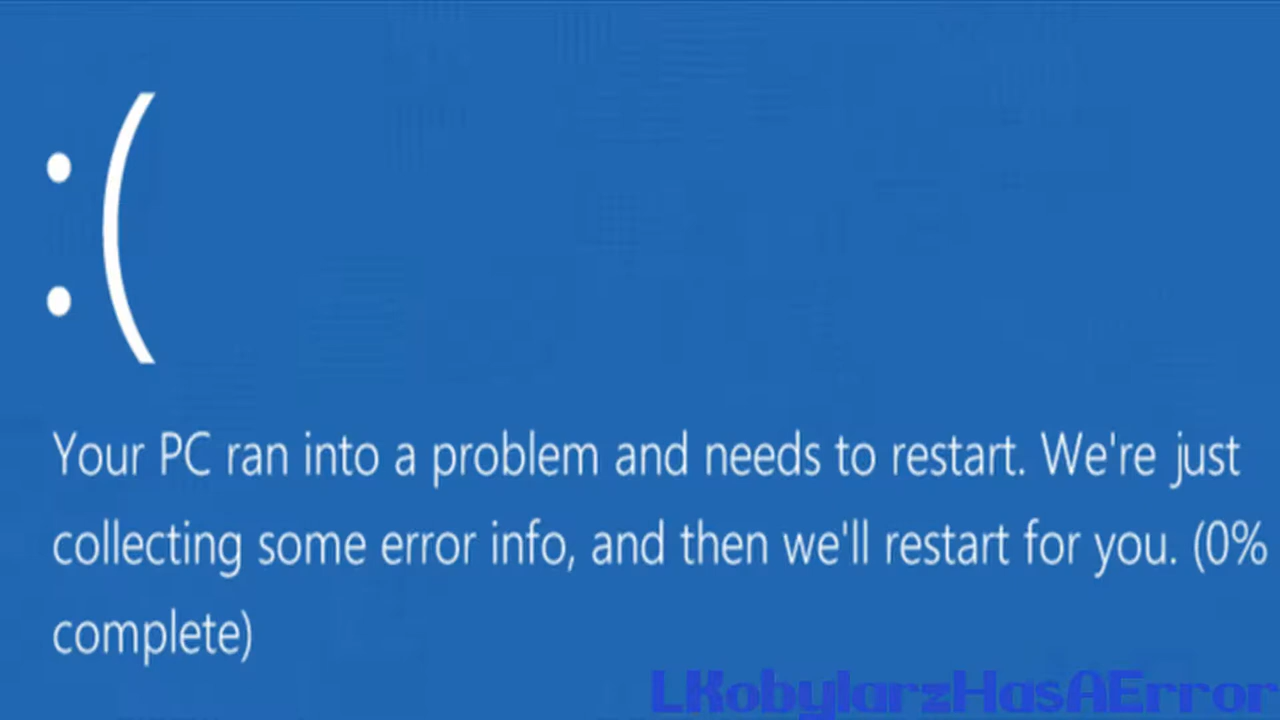 :(
Your PC ran into a problem and needs to restart. We're just
collecting some error info, and then we'll restart for you. (0%
complete)
LKobylarzHasAError